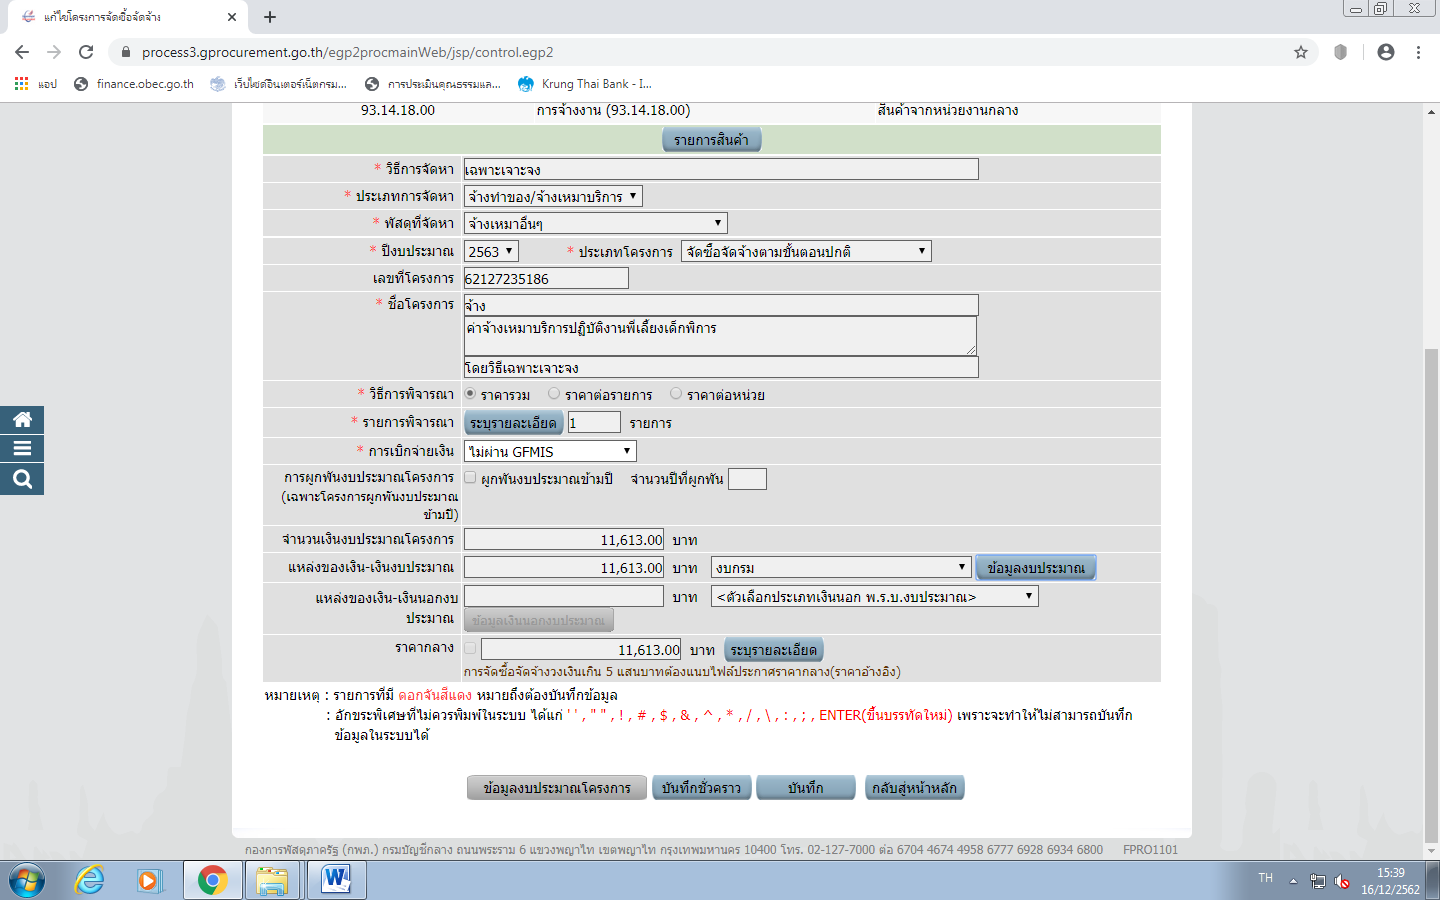 แก้ไขโครงการจัดซื้อจัดจ้าง
process3.gprocurement.go.th/egp2procmainWeb/jsp/control.egp2
แอป finance.obec.go.th เว็บไซต์อินเตอร์เน็ตกรม... การประเมินคุณธรรมแล... Krung Thai Bank - I...
93.14.18.00 การจ้างงาน (93.14.18.00) สินค้าจากหน่วยงานกลาง
รายการสินค้า
* วิธีการจัดหา เฉพาะเจาะจง
* ประเภทการจัดหา จ้างทำของ/จ้างเหมาบริการ
* พัสดุที่จัดหา จ้างเหมาอื่นๆ
* ปีงบประมาณ 2563 * ประเภทโครงการ จัดซื้อจัดจ้างตามขั้นตอนปกติ
เลขที่โครงการ 62127235186
* ชื่อโครงการ จ้าง
ค่าจ้างเหมาบริการปฏิบัติงานพี่เลี้ยงเด็กพิการ
โดยวิธีเฉพาะเจาะจง
* วิธีการพิจารณา ราคารวม ราคาต่อรายการ ราคาต่อหน่วย
* รายการพิจารณา ระบุรายละเอียด 1 รายการ
* การเบิกจ่ายเงิน ไม่ผ่าน GFMIS
การผูกพันงบประมาณโครงการ ผูกพันงบประมาณข้ามปี จำนวนปีที่ผูกพัน
(เฉพาะโครงการผูกพันงบประมาณ
ข้ามปี)
จำนวนเงินงบประมาณโครงการ 11,613.00 บาท
แหล่งของเงิน-เงินงบประมาณ 11,613.00 บาท งบกรม ข้อมูลงบประมาณ
แหล่งของเงิน-เงินนอกงบ บาท <ตัวเลือกประเภทเงินนอก พ.ร.บ.งบประมาณ>
ประมาณ ข้อมูลเงินนอกงบประมาณ
ราคากลาง 11,613.00 บาท ระบุรายละเอียด
การจัดซื้อจัดจ้างวงเงินเกิน 5 แสนบาทต้องแนบไฟล์ประกาศราคากลาง(ราคาอ้างอิง)
หมายเหตุ : รายการที่มี ดอกจันสีแดง หมายถึงต้องบันทึกข้อมูล
: อักขระพิเศษที่ไม่ควรพิมพ์ในระบบ ได้แก่ ' ' , " " , ! , # , $ , & , ^ , * , / , \ , : , ; , ENTER(ขึ้นบรรทัดใหม่) เพราะจะทำให้ไม่สามารถบันทึก
ข้อมูลในระบบได้
ข้อมูลงบประมาณโครงการ บันทึกชั่วคราว บันทึก กลับสู่หน้าหลัก
กองการพัสดุภาครัฐ (กพภ.) กรมบัญชีกลาง ถนนพระราม 6 แขวงพญาไท เขตพญาไท กรุงเทพมหานคร 10400 โทร. 02-127-7000 ต่อ 6704 4674 4958 6777 6928 6934 6800 FPRO1101
TH 15:39
16/12/2562